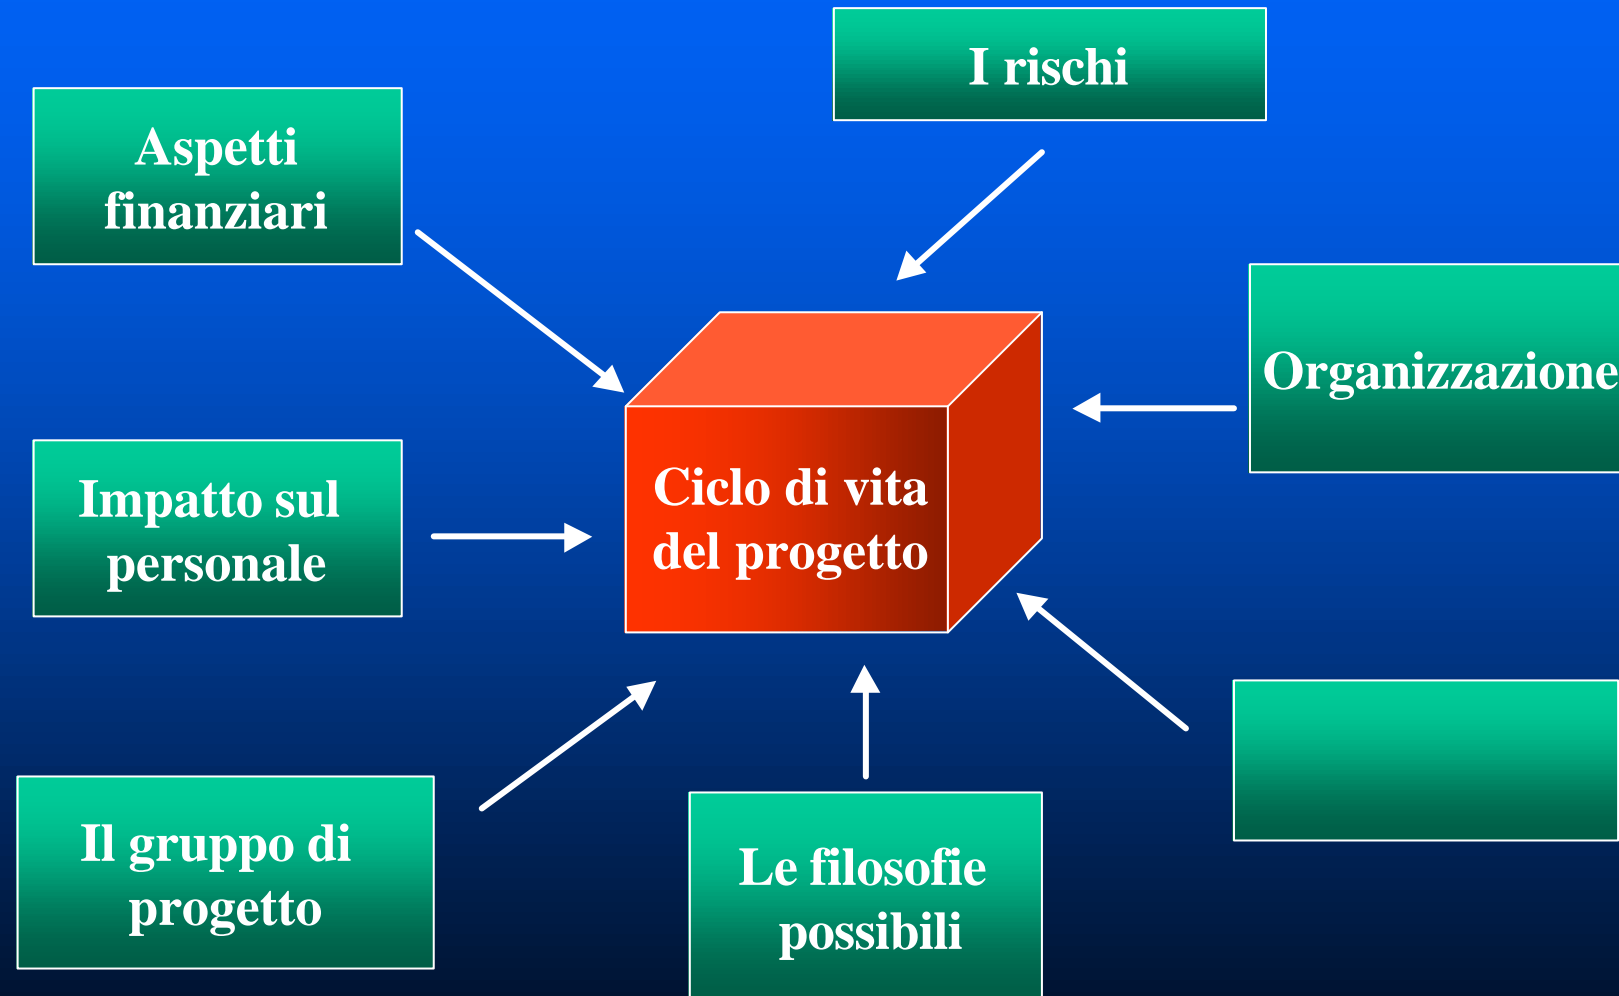 I rischi
Aspetti
finanziari
Organizzazione
Ciclo di vita
del progetto
Impatto sul
personale
Il gruppo di
progetto
Le filosofie
possibili